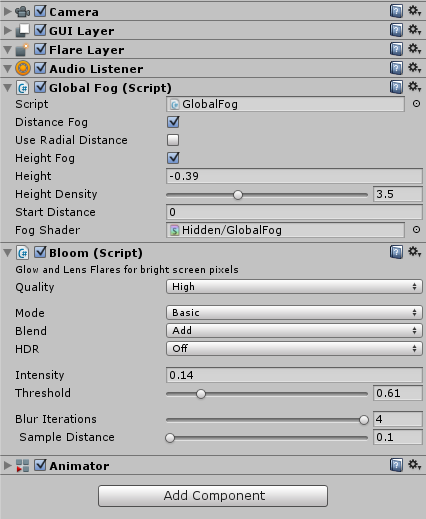 Camera
GUI Layer
Flare Layer
Audio Listener
Global Fog (Script)
Script GlobalFog
Distance Fog
Use Radial Distance
Height Fog
Height -0.39
Height Density 3.5
Start Distance 0
Fog Shader Hidden/GlobalFog
Bloom (Script)
Glow and Lens Flares for bright screen pixels
Quality High
Mode Basic
Blend Add
HDR Off
Intensity 0.14
Threshold 0.61
Blur Iterations 4
Sample Distance 0.1
Animator
Add Component